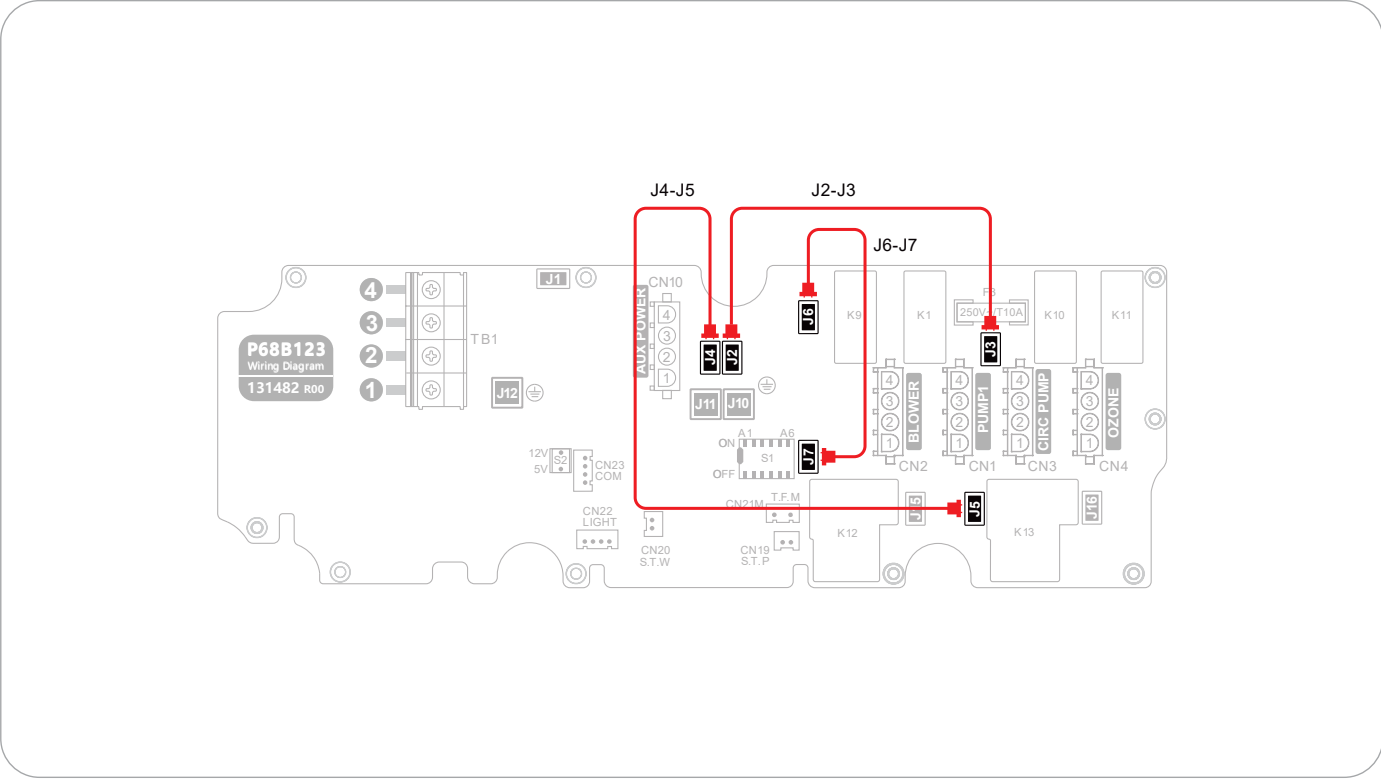 J4-J5
J2-J3
J6-J7
J1
CN10
AUX POWER
4
3
2
1
4
3
2
1
TB1
P68B123
Wiring Diagram
131482 R00
J12
J4
J2
J6
J11
J10
K9
K1
F3
250V~/T10A
K10
K11
J3
4
3
2
1
BLOWER
CN2
4
3
2
1
PUMP1
CN1
4
3
2
1
CIRC PUMP
CN3
4
3
2
1
OZONE
CN4
A1 A6
ON
S1
OFF
J7
12V
5V
S2
CN23
COM
CN22
LIGHT
CN20
S.T.W
CN21M
T.F.M
CN19
S.T.P
K12
J15
J5
K13
J16